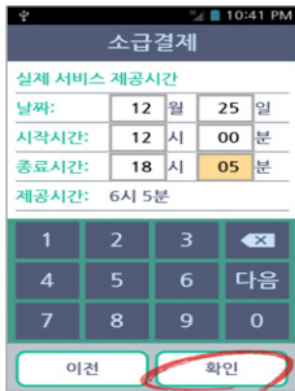 10:41 PM
소급결제
실제 서비스 제공시간
날짜: 12 월 25 일
시작시간: 12 시 00 분
종료시간: 18 시 05 분
제공시간: 6시 5분
1 2 3
4 5 6 다음
7 8 9 0
이전 확인